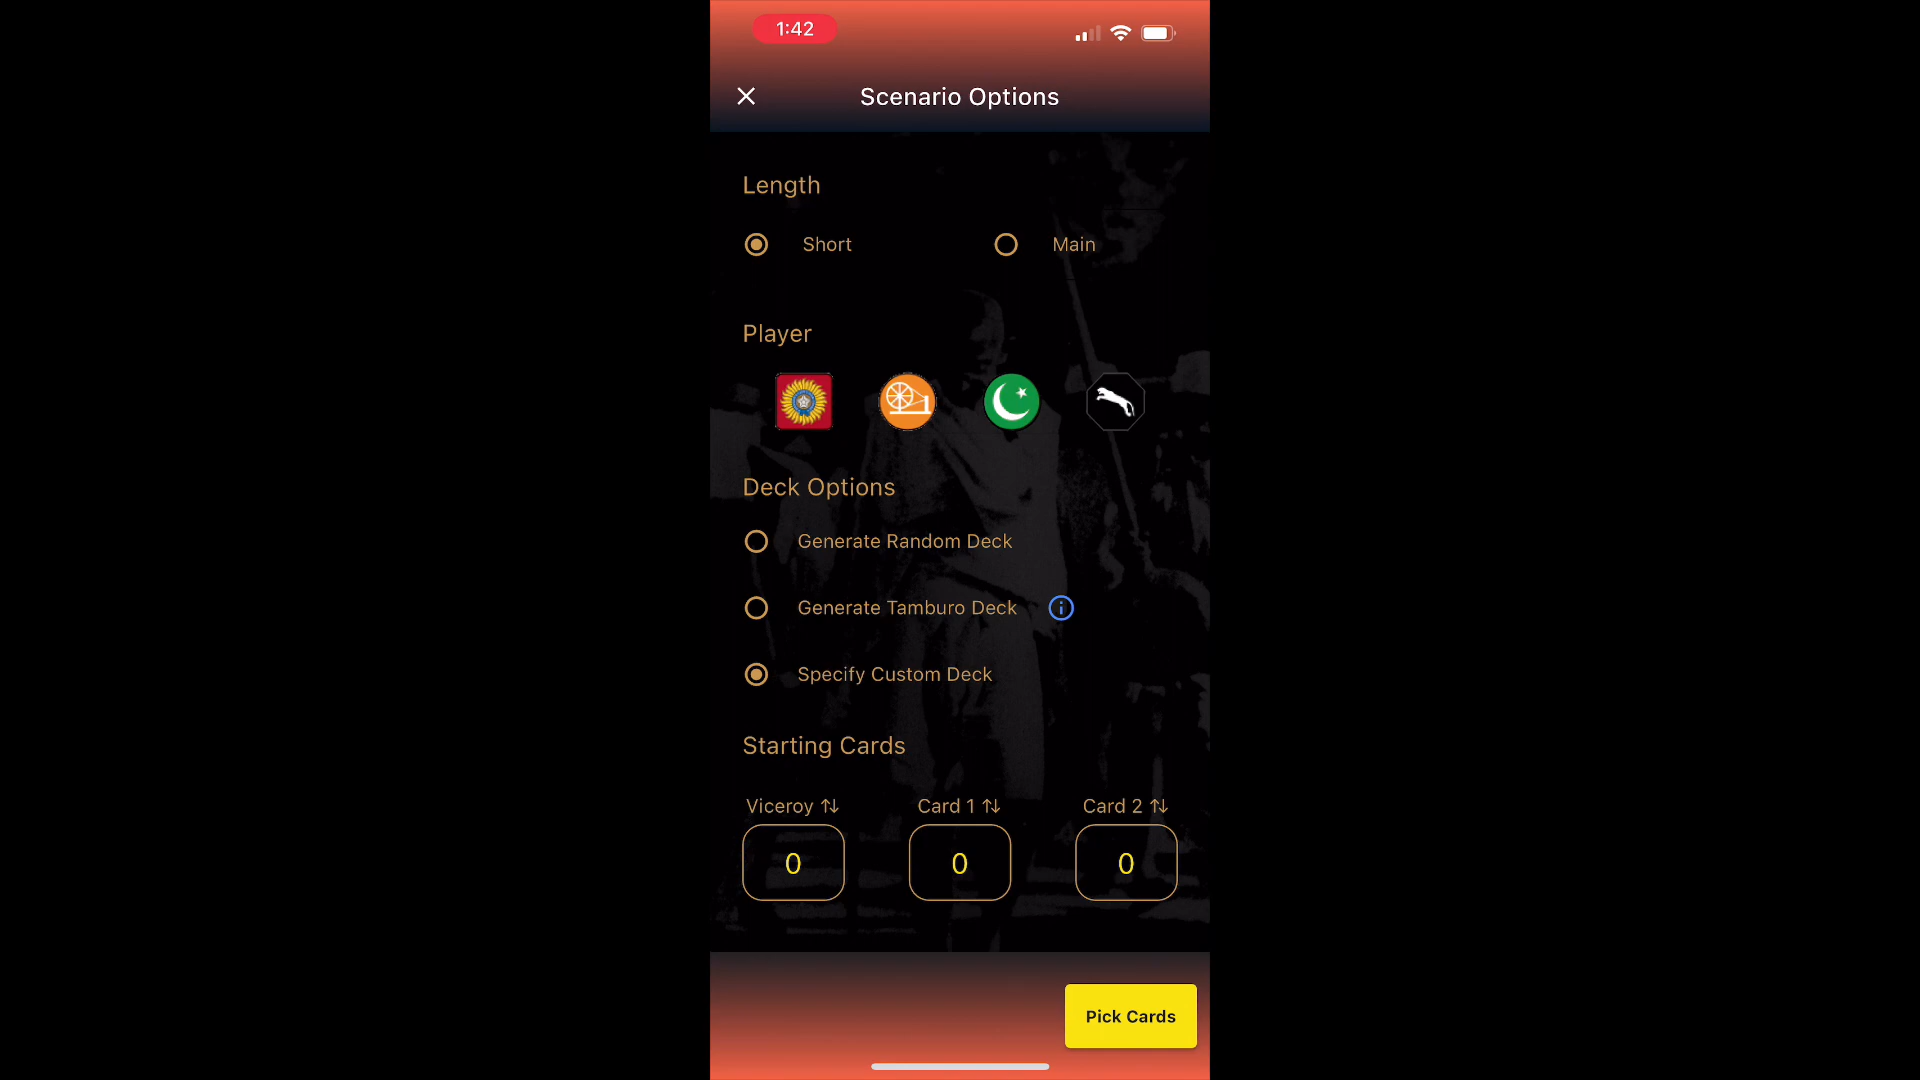 1:42
Scenario Options
Length
Short Main
Player
Deck Options
Generate Random Deck
Generate Tamburo Deck
Specify Custom Deck
Starting Cards
Viceroy Card 1 Card 2
0 0 0
Pick Cards